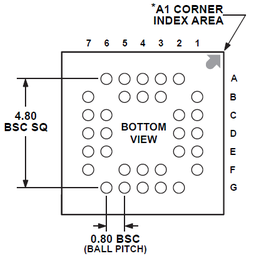 *A1 CORNER
INDEX AREA
7 6 5 4 3 2 1
A
B
C
D
E
F
G
4.80
BSC SQ
BOTTOM
VIEW
0.80 BSC
(BALL PITCH)